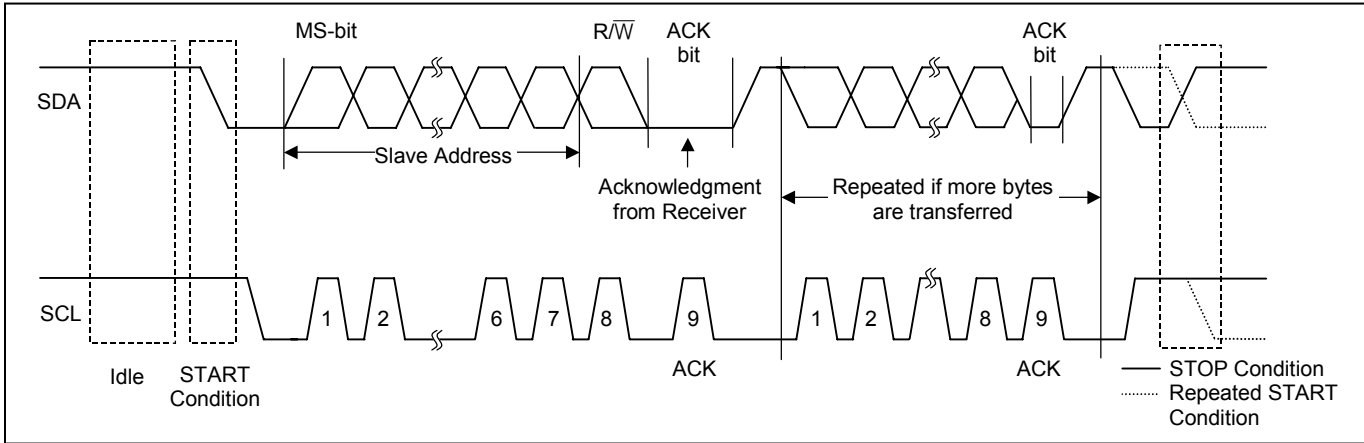 MS-bit
R/W̅
ACK
bit
ACK
bit
SDA
Slave Address
Acknowledgment
from Receiver
Repeated if more bytes
are transferred
SCL
1
2
6
7
8
9
1
2
8
9
Idle
START
Condition
ACK
ACK
STOP Condition
Repeated START
Condition